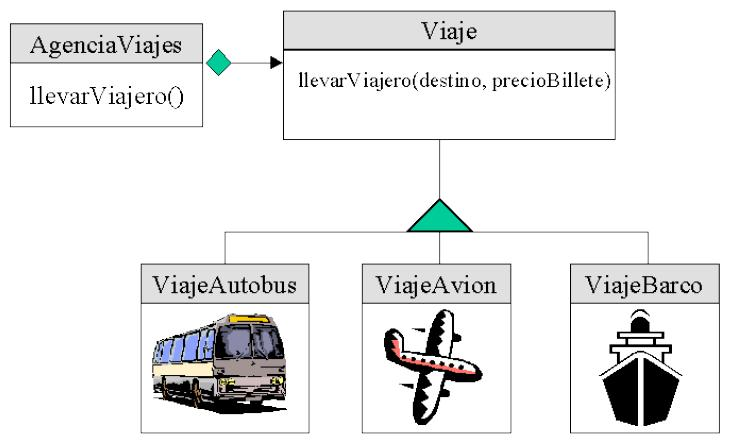 AgenciaViajes
llevarViajero()
Viaje
llevarViajero(destino, precioBillete)
ViajeAutobus
ViajeAvion
ViajeBarco